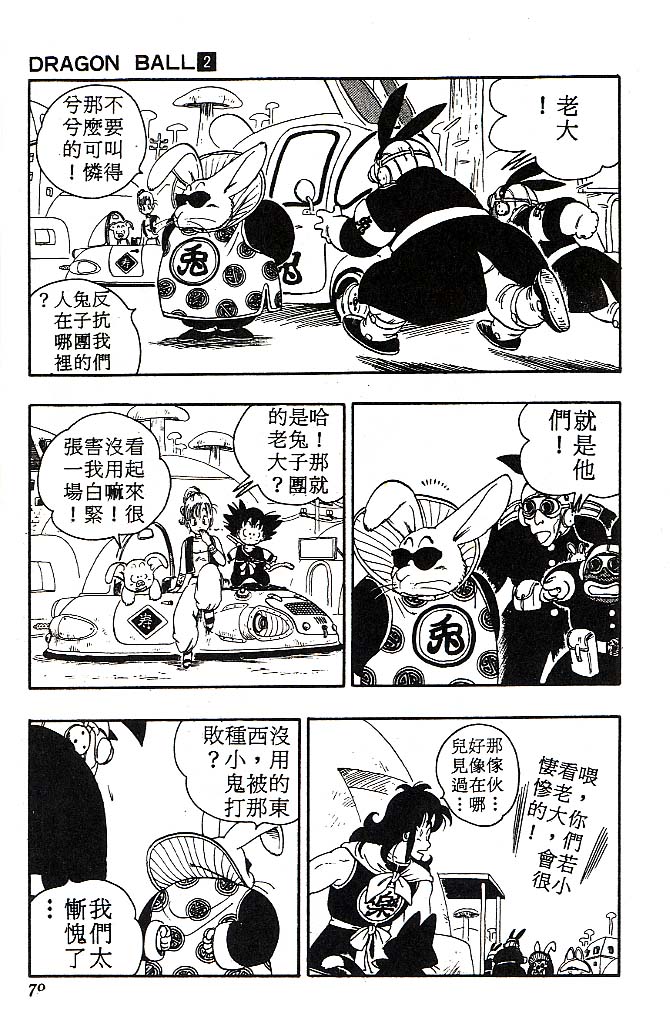 DRAGON BALL 2
老大！
不要叫得
那麼可憐
兮兮的！
兔
反抗我們
兔子團的
人在哪裡
？
就是他
們！
兔
哈！那就
是兔子團
的老大？
看起來很
沒用嘛！
害我白緊
張一場！
喂，你們若小
看老大，會很
悽慘的！
那傢伙…
好像在哪
兒見過…
樂
沒用的東
西，被那
種小鬼打
敗？
我們太
慚愧了
…
70